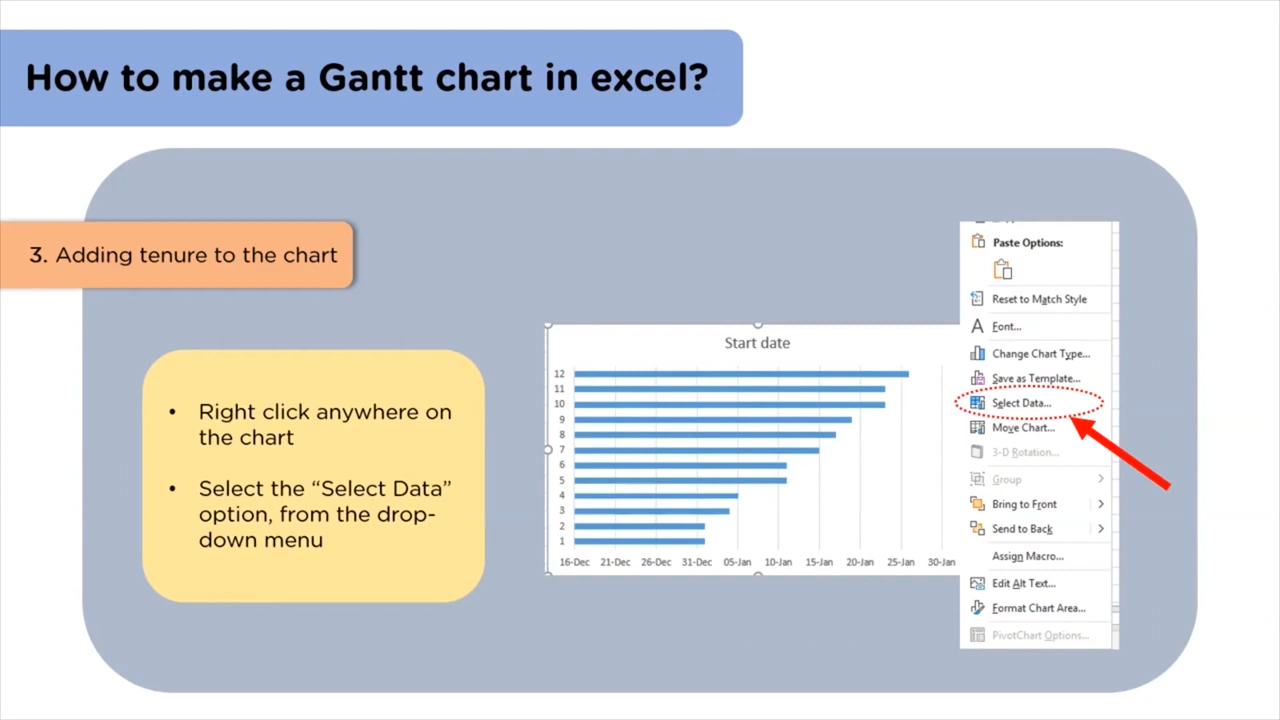 How to make a Gantt chart in excel?
3. Adding tenure to the chart
• Right click anywhere on
the chart
• Select the “Select Data”
option, from the drop-
down menu
Start date
12
11
10
9
8
7
6
5
4
3
2
1
16-Dec 21-Dec 26-Dec 31-Dec 05-Jan 10-Jan 15-Jan 20-Jan 25-Jan 30-Jan
Paste Options:
Reset to Match Style
A Font...
Change Chart Type...
Save as Template...
Select Data...
Move Chart...
3-D Rotation...
Group
Bring to Front
Send to Back
Assign Macro...
Edit Alt Text...
Format Chart Area...
PivotChart Options...